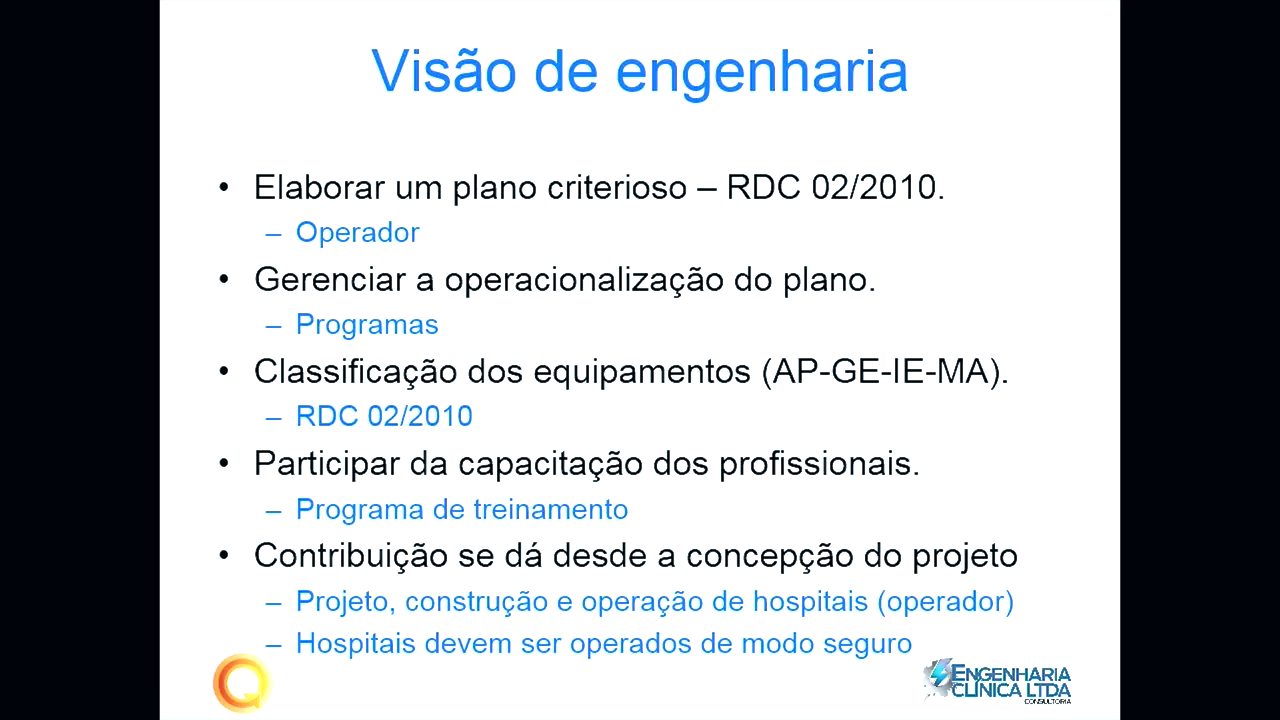 Visão de engenharia
• Elaborar um plano criterioso – RDC 02/2010.
– Operador
• Gerenciar a operacionalização do plano.
– Programas
• Classificação dos equipamentos (AP-GE-IE-MA).
– RDC 02/2010
• Participar da capacitação dos profissionais.
– Programa de treinamento
• Contribuição se dá desde a concepção do projeto
– Projeto, construção e operação de hospitais (operador)
– Hospitais devem ser operados de modo seguro
ENGENHARIA
CLÍNICA LTDA
CONSULTORIA